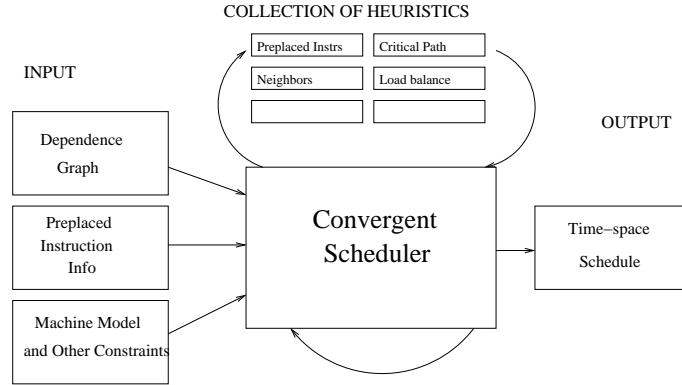 COLLECTION OF HEURISTICS
Preplaced Instrs
Critical Path
Neighbors
Load balance
INPUT
Dependence
Graph
Preplaced
Instruction
Info
Machine Model
and Other Constraints
Convergent
Scheduler
OUTPUT
Time-space
Schedule